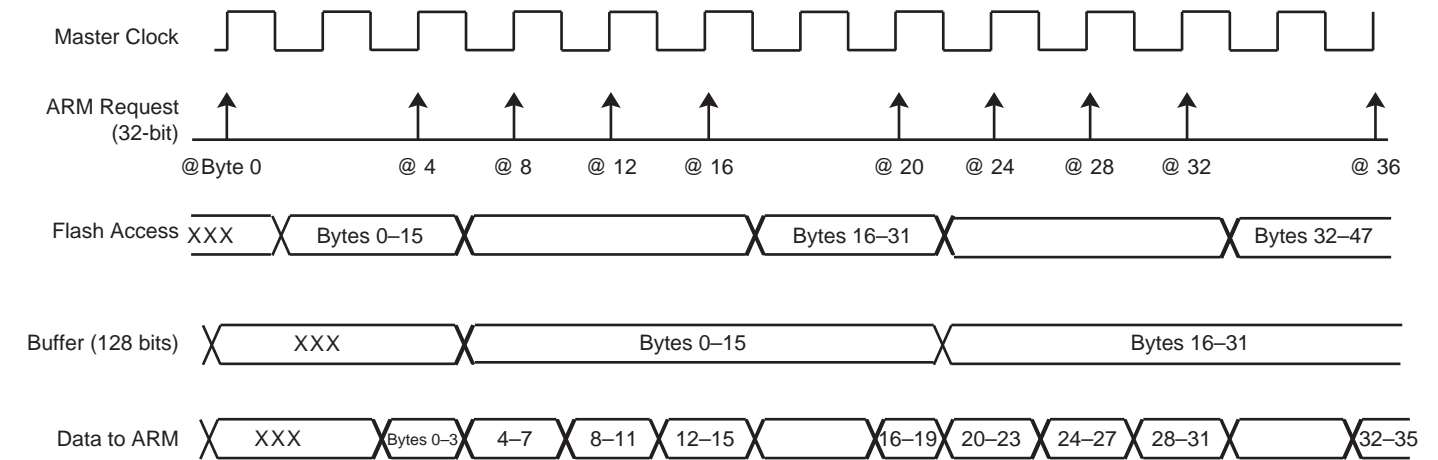 Master Clock
ARM Request
(32-bit)
@Byte 0 @ 4 @ 8 @ 12 @ 16 @ 20 @ 24 @ 28 @ 32 @ 36
Flash Access XXX Bytes 0–15 Bytes 16–31 Bytes 32–47
Buffer (128 bits) XXX Bytes 0–15 Bytes 16–31
Data to ARM XXX Bytes 0–3 4–7 8–11 12–15 16–19 20–23 24–27 28–31 32–35